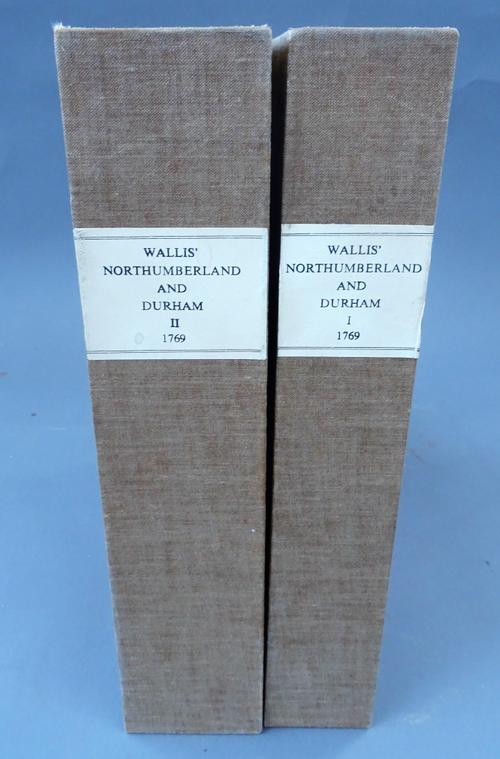 WALLIS'
NORTHUMBERLAND
AND
DURHAM
II
1769
WALLIS'
NORTHUMBERLAND
AND
DURHAM
I
1769